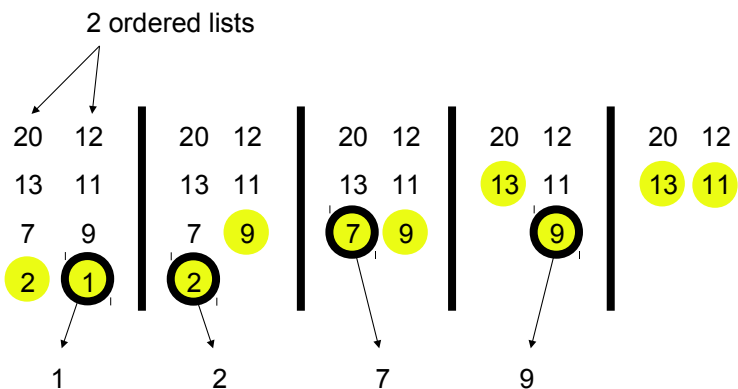 2 ordered lists
20 12 20 12 20 12 20 12 20 12
13 11 13 11 13 11 13 11 13 11
7 9 7 9 7 9 9
2 1 2
1 2 7 9